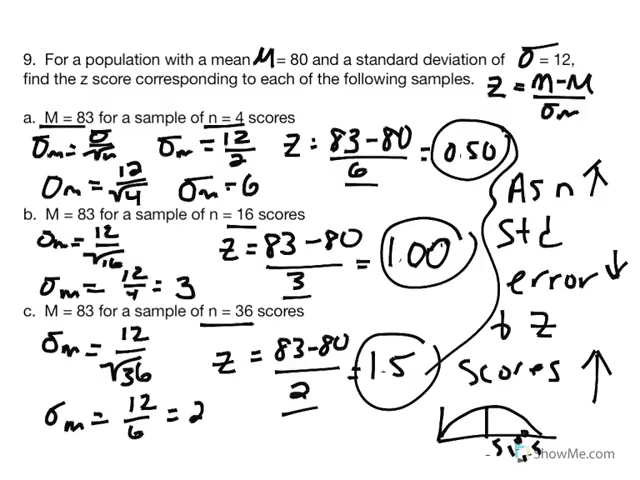 9. For a population with a mean M = 80 and a standard deviation of σ = 12,
find the z score corresponding to each of the following samples.
Z = M-M / σm
a. M = 83 for a sample of n = 4 scores
σm = σ/√n σm = 12/2 Z = 83-80/6 = 0.50
σm = 12/√4 σm = 6
b. M = 83 for a sample of n = 16 scores
σm = 12/√16 Z = 83-80/3 = 1.00
σm = 12/4 = 3
c. M = 83 for a sample of n = 36 scores
σm = 12/√36 Z = 83-80/2 = 1.5
σm = 12/6 = 2
As n ↑
Std
error ↓
Z
scores ↑
ShowMe.com